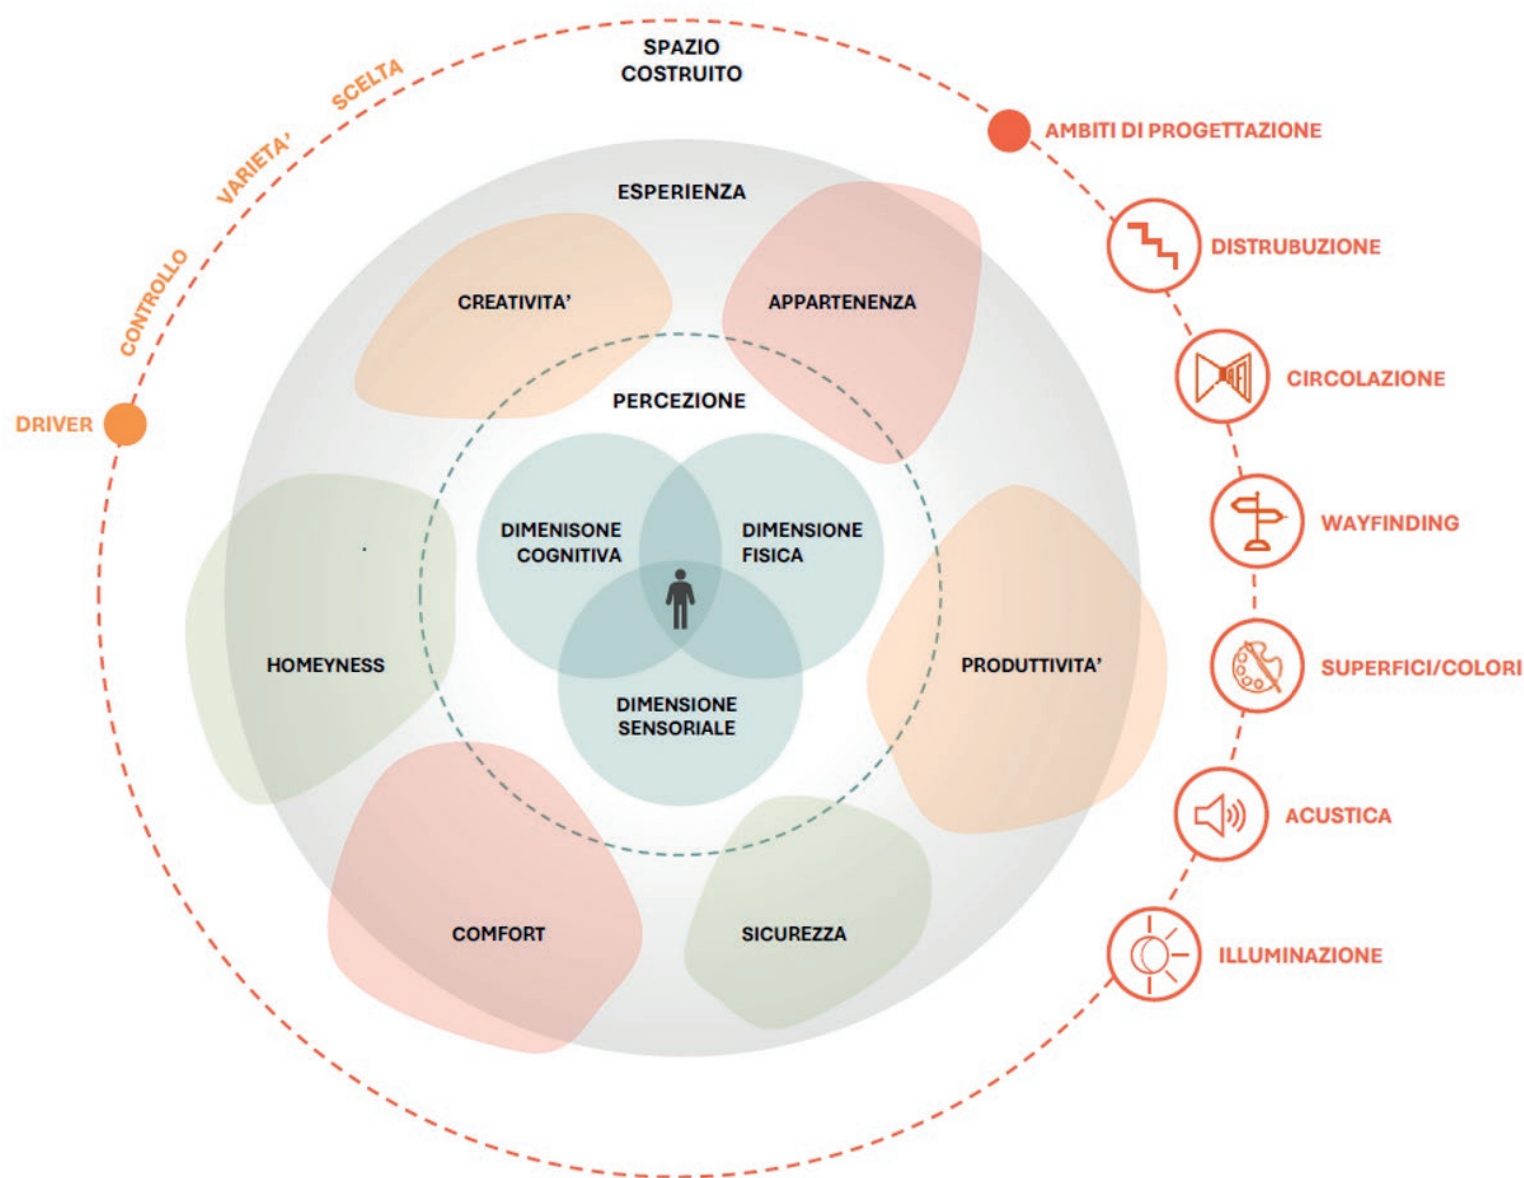 SPAZIO
COSTRUITO
SCELTA
VARIETA'
CONTROLLO
DRIVER
AMBITI DI PROGETTAZIONE
DISTRUBUZIONE
CIRCOLAZIONE
WAYFINDING
SUPERFICI/COLORI
ACUSTICA
ILLUMINAZIONE
ESPERIENZA
CREATIVITA'
APPARTENENZA
PERCEZIONE
DIMENISONE
COGNITIVA
DIMENSIONE
FISICA
DIMENSIONE
SENSORIALE
HOMEYNESS
PRODUTTIVITA'
COMFORT
SICUREZZA